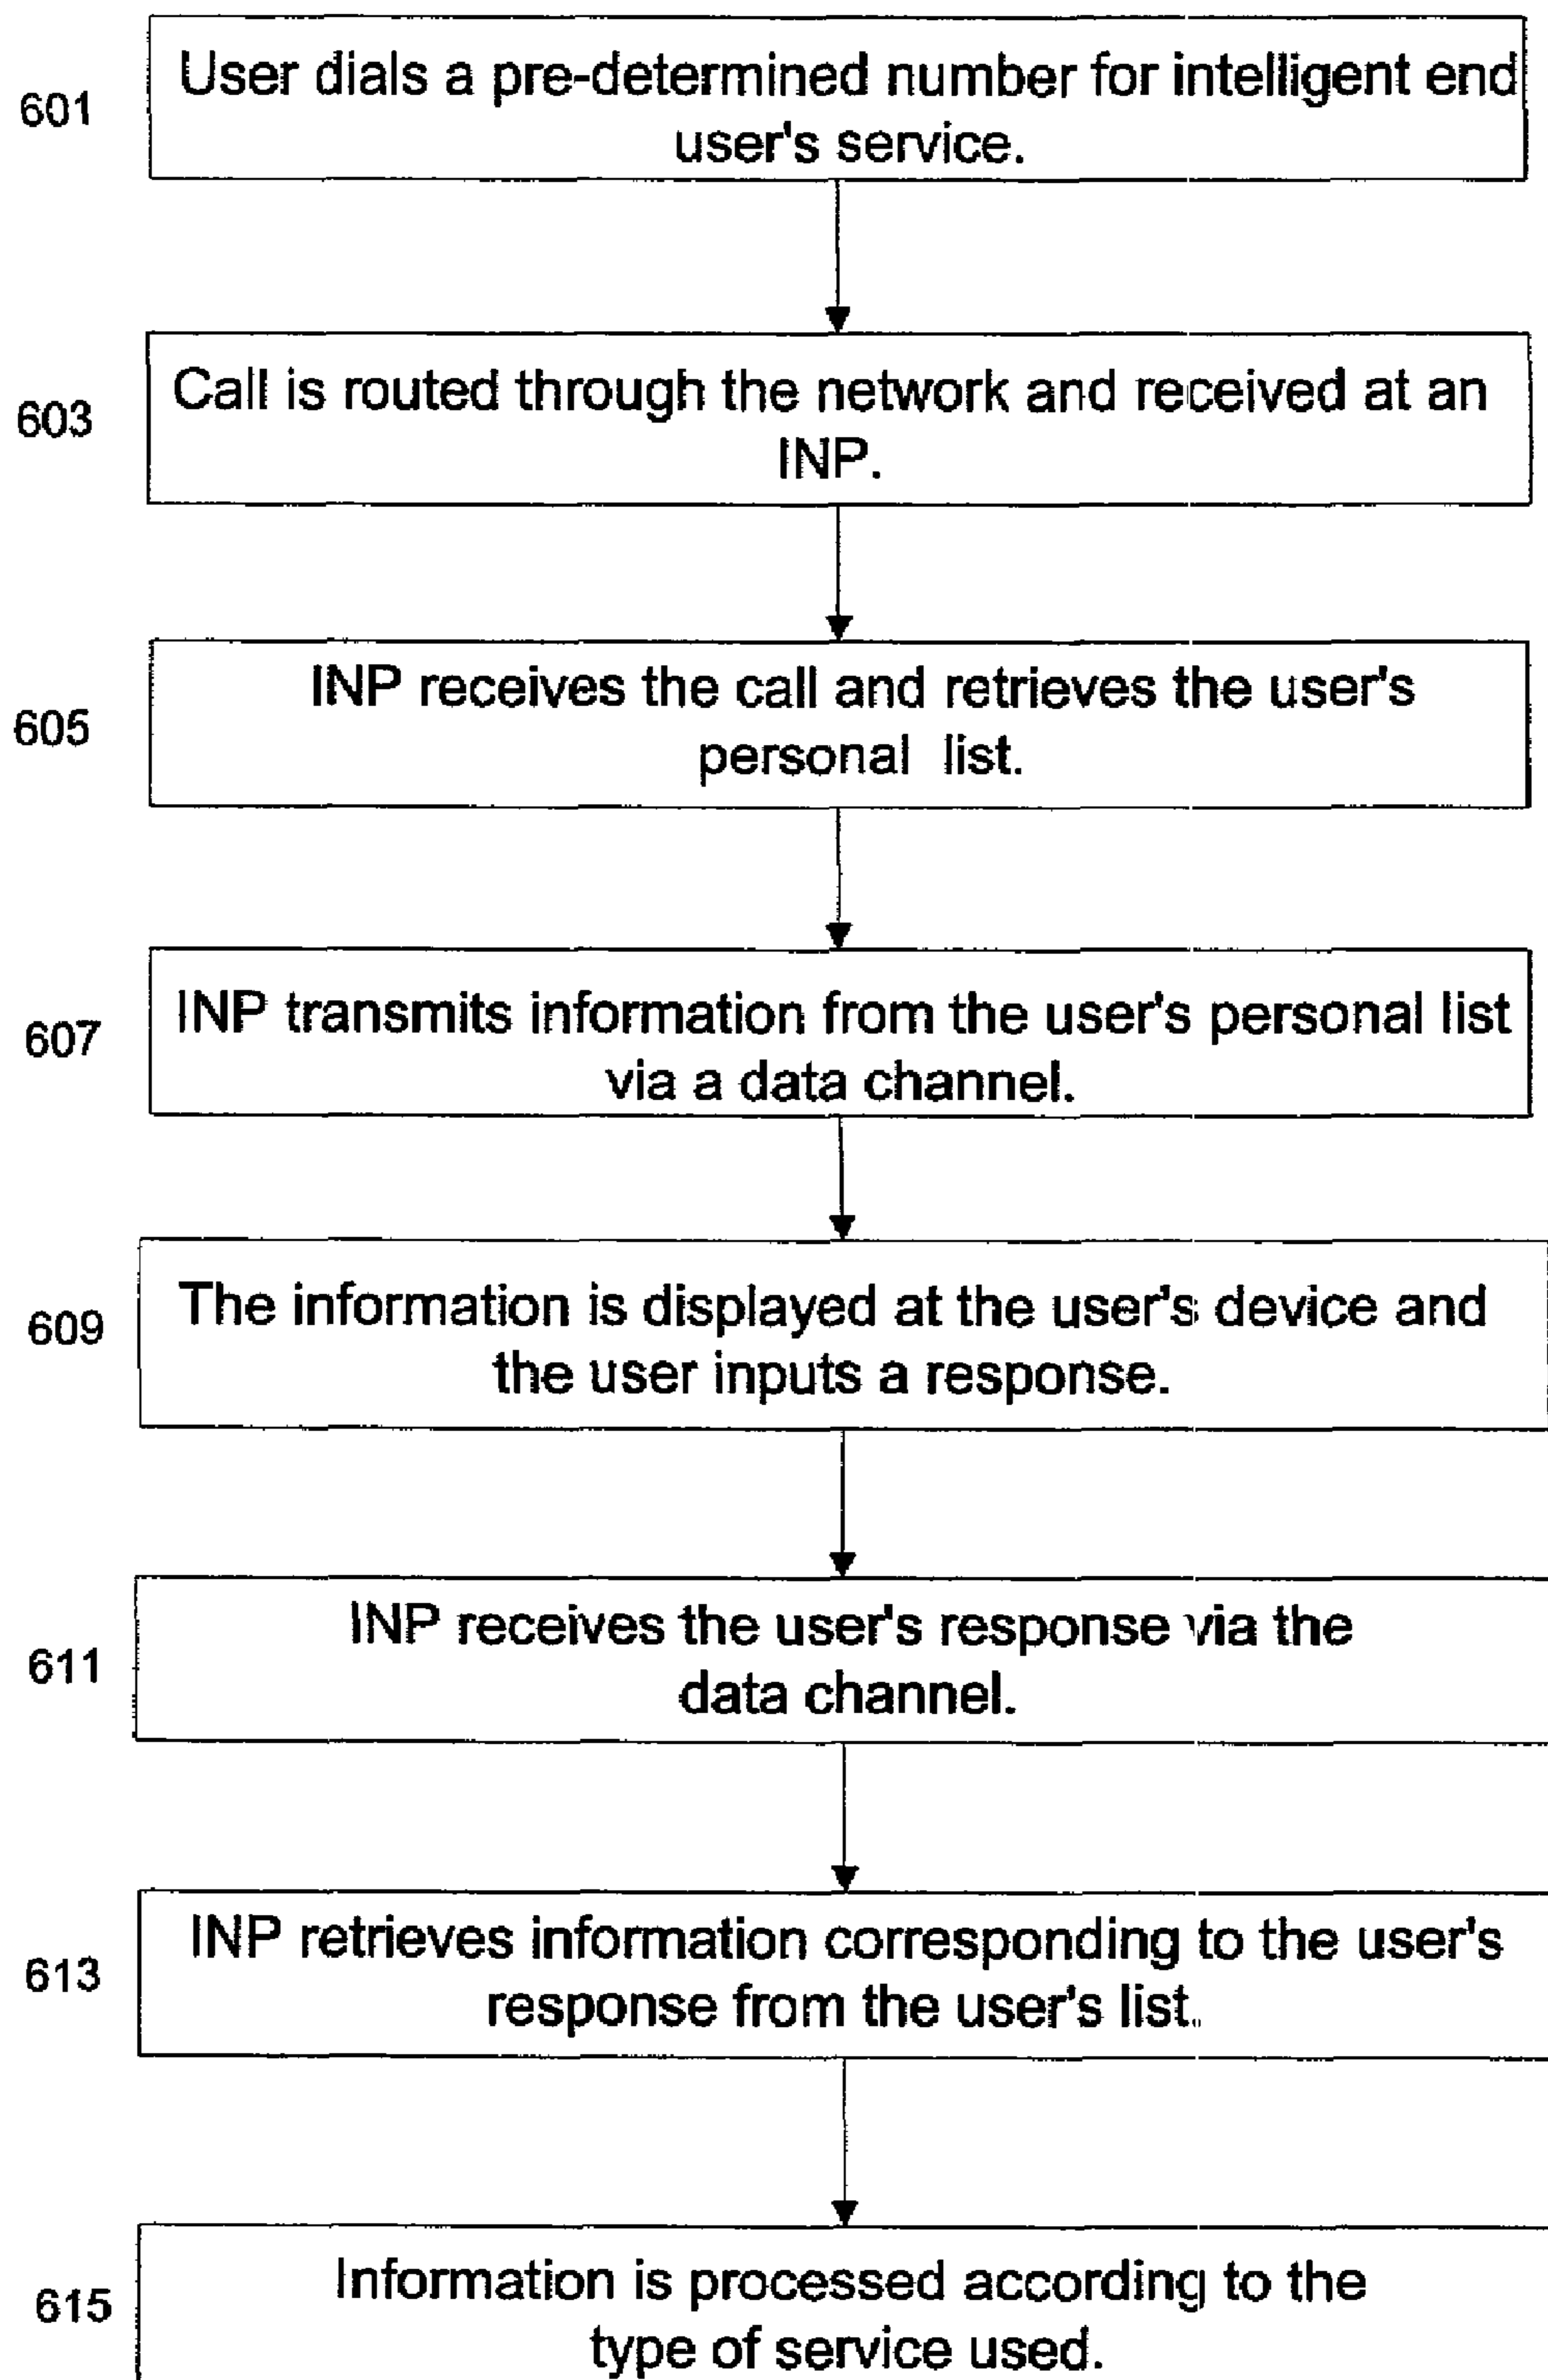 601
User dials a pre-determined number for intelligent end
user's service.
603
Call is routed through the network and received at an
INP.
605
INP receives the call and retrieves the user's
personal list.
607
INP transmits information from the user's personal list
via a data channel.
609
The information is displayed at the user's device and
the user inputs a response.
611
INP receives the user's response via the
data channel.
613
INP retrieves information corresponding to the user's
response from the user's list.
615
Information is processed according to the
type of service used.